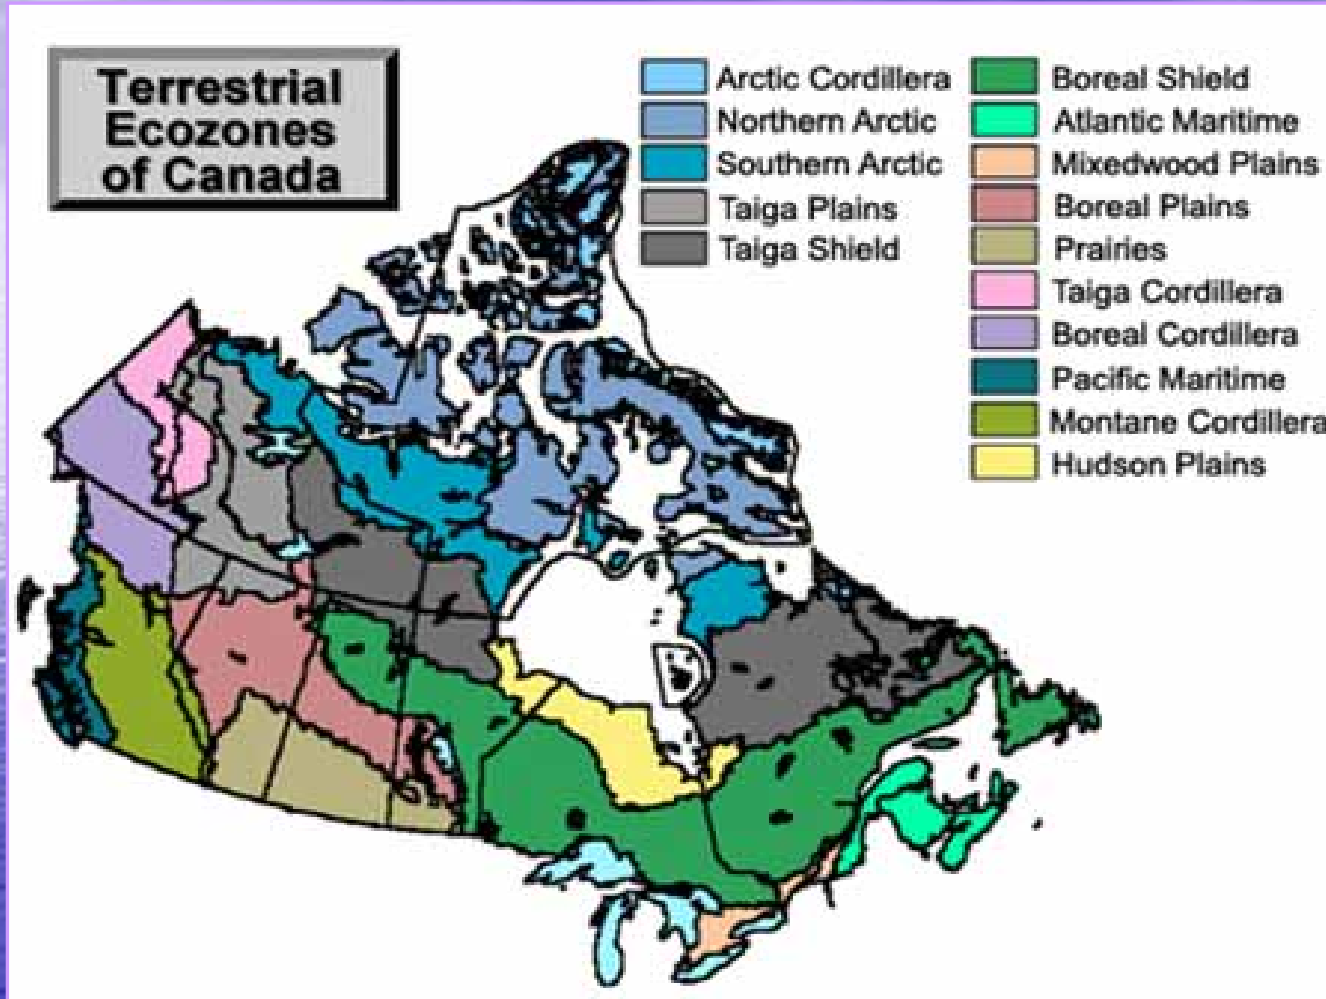 Terrestrial
Ecozones
of Canada
Arctic Cordillera
Northern Arctic
Southern Arctic
Taiga Plains
Taiga Shield
Boreal Shield
Atlantic Maritime
Mixedwood Plains
Boreal Plains
Prairies
Taiga Cordillera
Boreal Cordillera
Pacific Maritime
Montane Cordillera
Hudson Plains